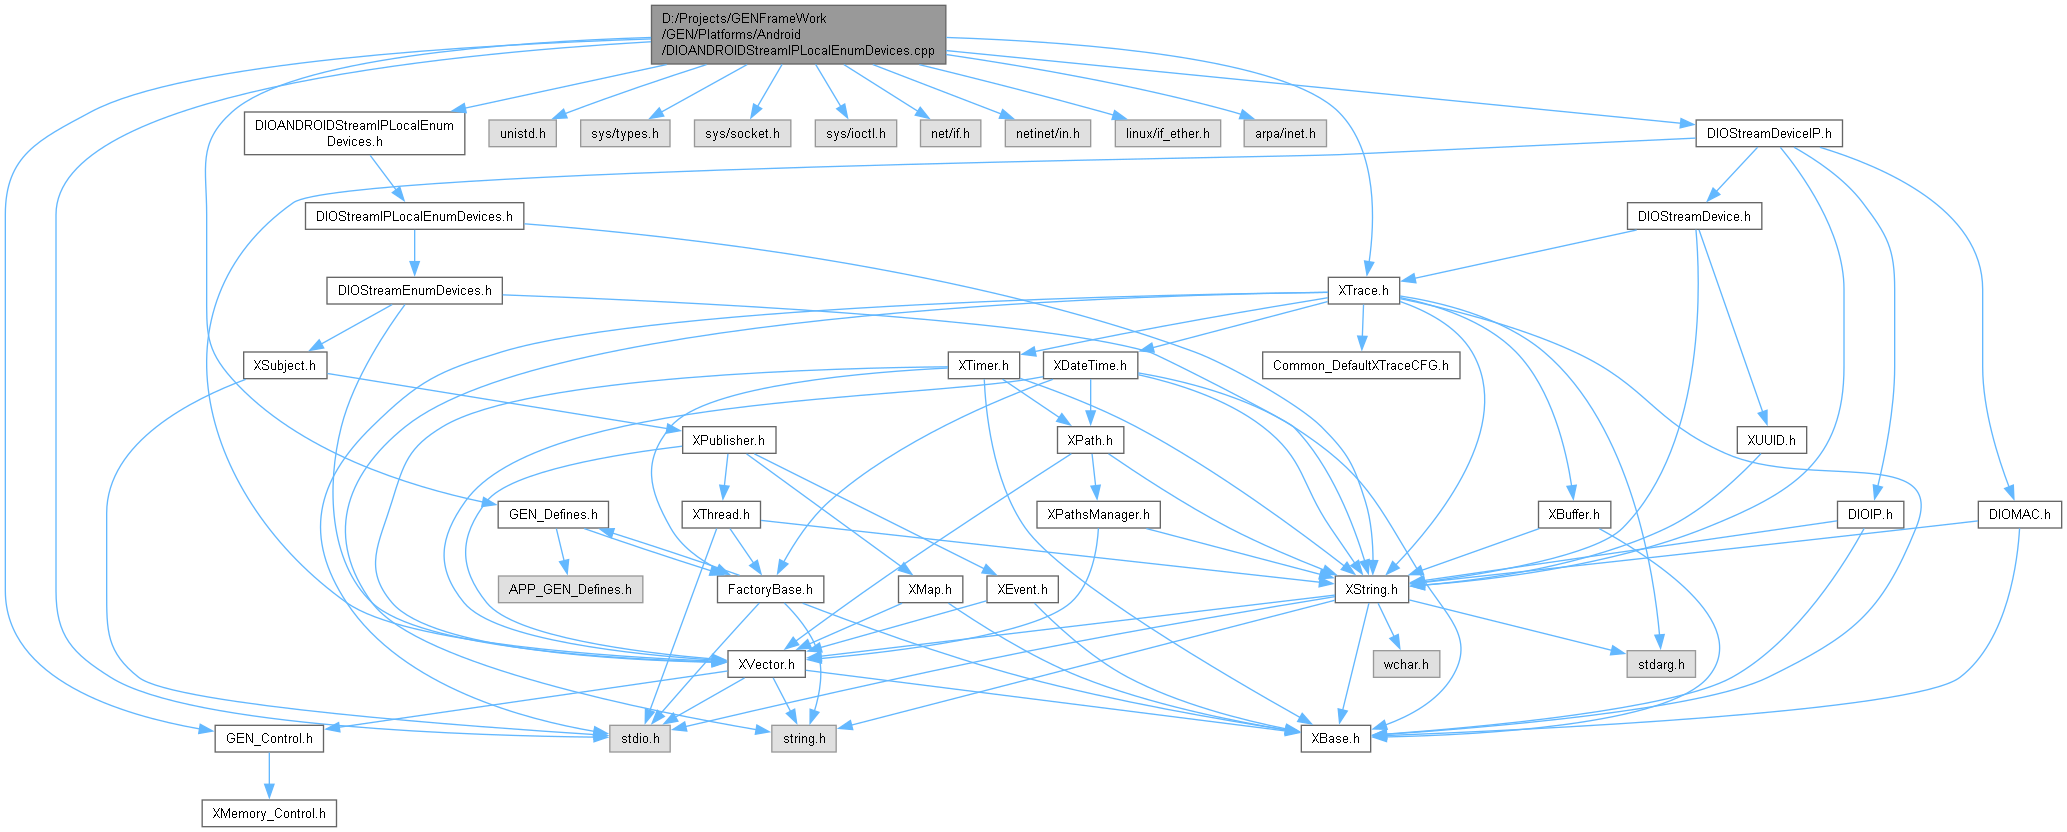 D:/Projects/GENFrameWork
/GEN/Platforms/Android
/DIOANDROIDStreamIPLocalEnumDevices.cpp
DIOANDROIDStreamIPLocalEnum
Devices.h
unistd.h
sys/types.h
sys/socket.h
sys/ioctl.h
net/if.h
netinet/in.h
linux/if_ether.h
arpa/inet.h
DIOStreamDeviceIP.h
DIOStreamIPLocalEnumDevices.h
DIOStreamDevice.h
DIOStreamEnumDevices.h
XTrace.h
XSubject.h
XTimer.h
XDateTime.h
Common_DefaultXTraceCFG.h
XPublisher.h
XPath.h
XUUID.h
GEN_Defines.h
XThread.h
XPathsManager.h
XBuffer.h
DIOIP.h
DIOMAC.h
APP_GEN_Defines.h
FactoryBase.h
XMap.h
XEvent.h
XString.h
XVector.h
wchar.h
stdarg.h
GEN_Control.h
stdio.h
string.h
XBase.h
XMemory_Control.h